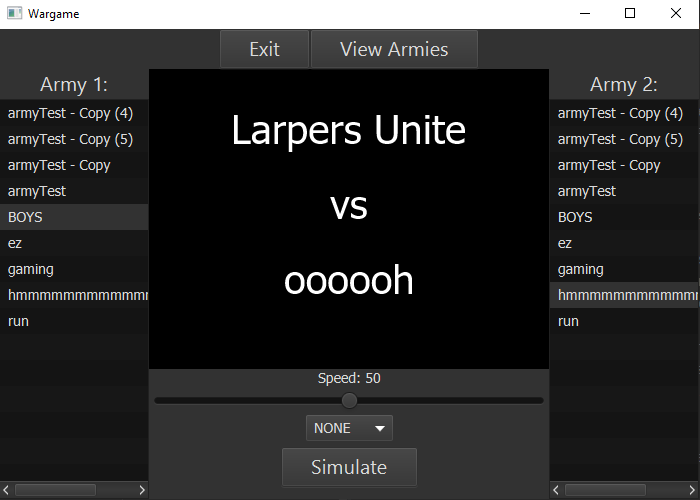 Wargame
Exit
View Armies
Army 1:
armyTest - Copy (4)
armyTest - Copy (5)
armyTest - Copy
armyTest
BOYS
ez
gaming
hmmmmmmmmmmm
run
Larpers Unite
vs
oooooh
Speed: 50
NONE
Simulate
Army 2:
armyTest - Copy (4)
armyTest - Copy (5)
armyTest - Copy
armyTest
BOYS
ez
gaming
hmmmmmmmmmmm
run